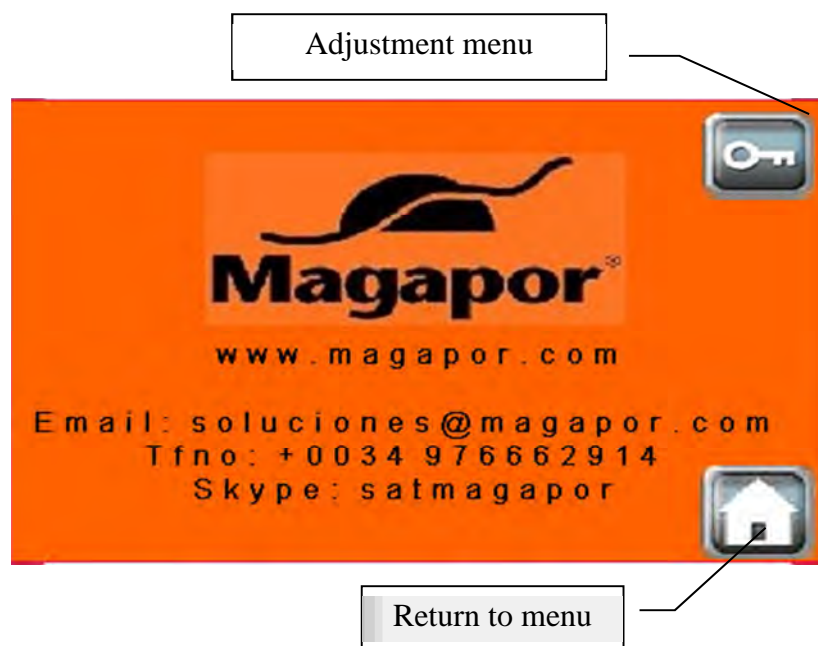 Adjustment menu
Magapor®
www.magapor.com
Email: soluciones@magapor.com
Tfno: +0034 976662914
Skype: satmagapor
Return to menu